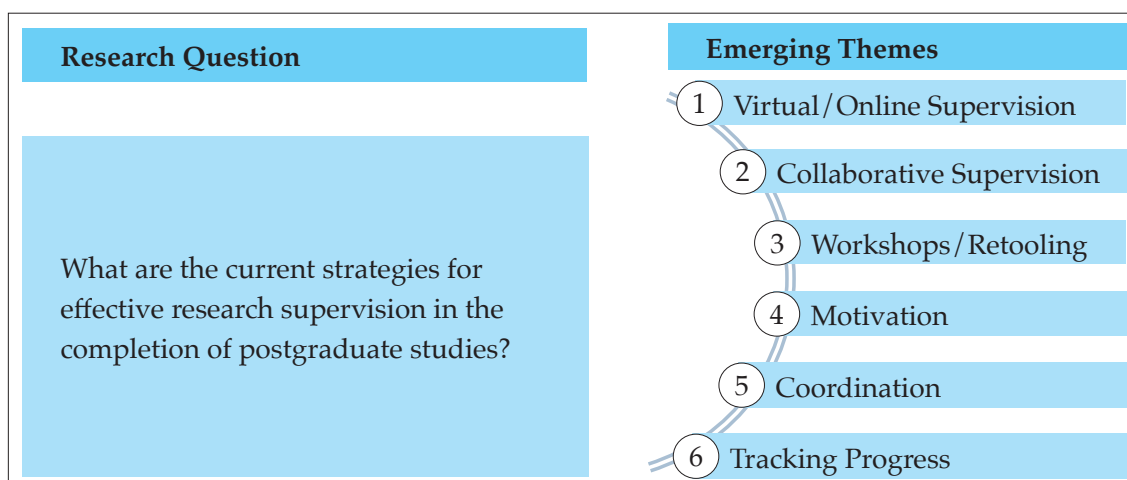 Research Question
What are the current strategies for
effective research supervision in the
completion of postgraduate studies?
Emerging Themes
1 Virtual/Online Supervision
2 Collaborative Supervision
3 Workshops/Retooling
4 Motivation
5 Coordination
6 Tracking Progress